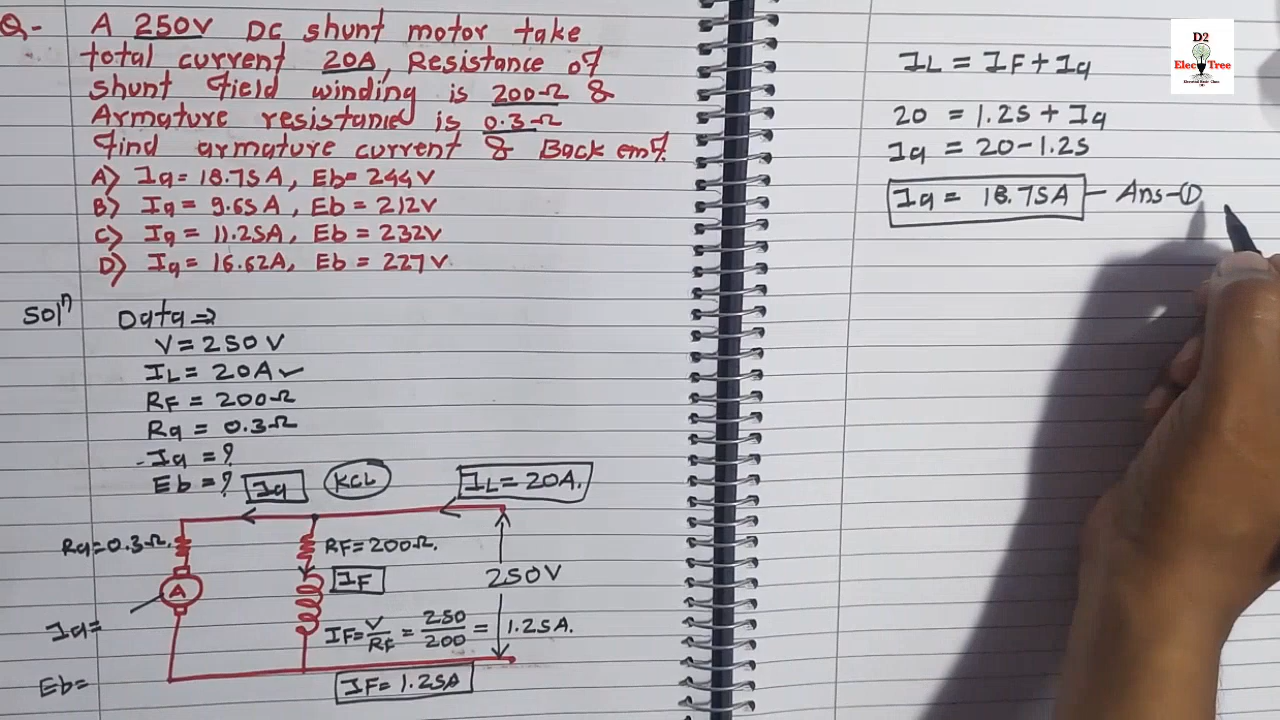 Q- A 250V DC shunt motor take
total current 20A, Resistance of
shunt field winding is 200Ω &
Armature resistance is 0.3Ω
find armature current & Back emf.
A) Ia = 18.75A, Eb = 244V
B) Ia = 9.65A, Eb = 212V
C) Ia = 11.25A, Eb = 232V
D) Ia = 16.62A, Eb = 227V.
Solⁿ Data ⇒
V = 250V
IL = 20A ✓
RF = 200Ω
Ra = 0.3Ω
-Ia = ?
Eb = ?
Ia
KCL
IL = 20A.
Ra=0.3Ω.
RF = 200Ω.
IF
A
250V
Ia=
IF = V/RF = 250/200 = 1.25A.
Eb=
IF = 1.25A
D2
Elec Tree
IL = IF + Ia
20 = 1.25 + Ia
Ia = 20 - 1.25
Ia = 18.75A - Ans-①